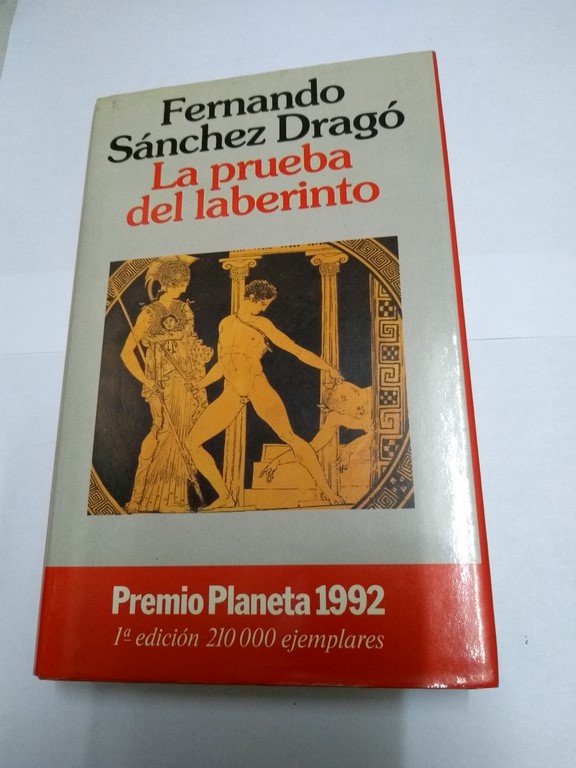 Fernando
Sánchez Dragó
La prueba
del laberinto
Premio Planeta 1992
1ª edición 210 000 ejemplares